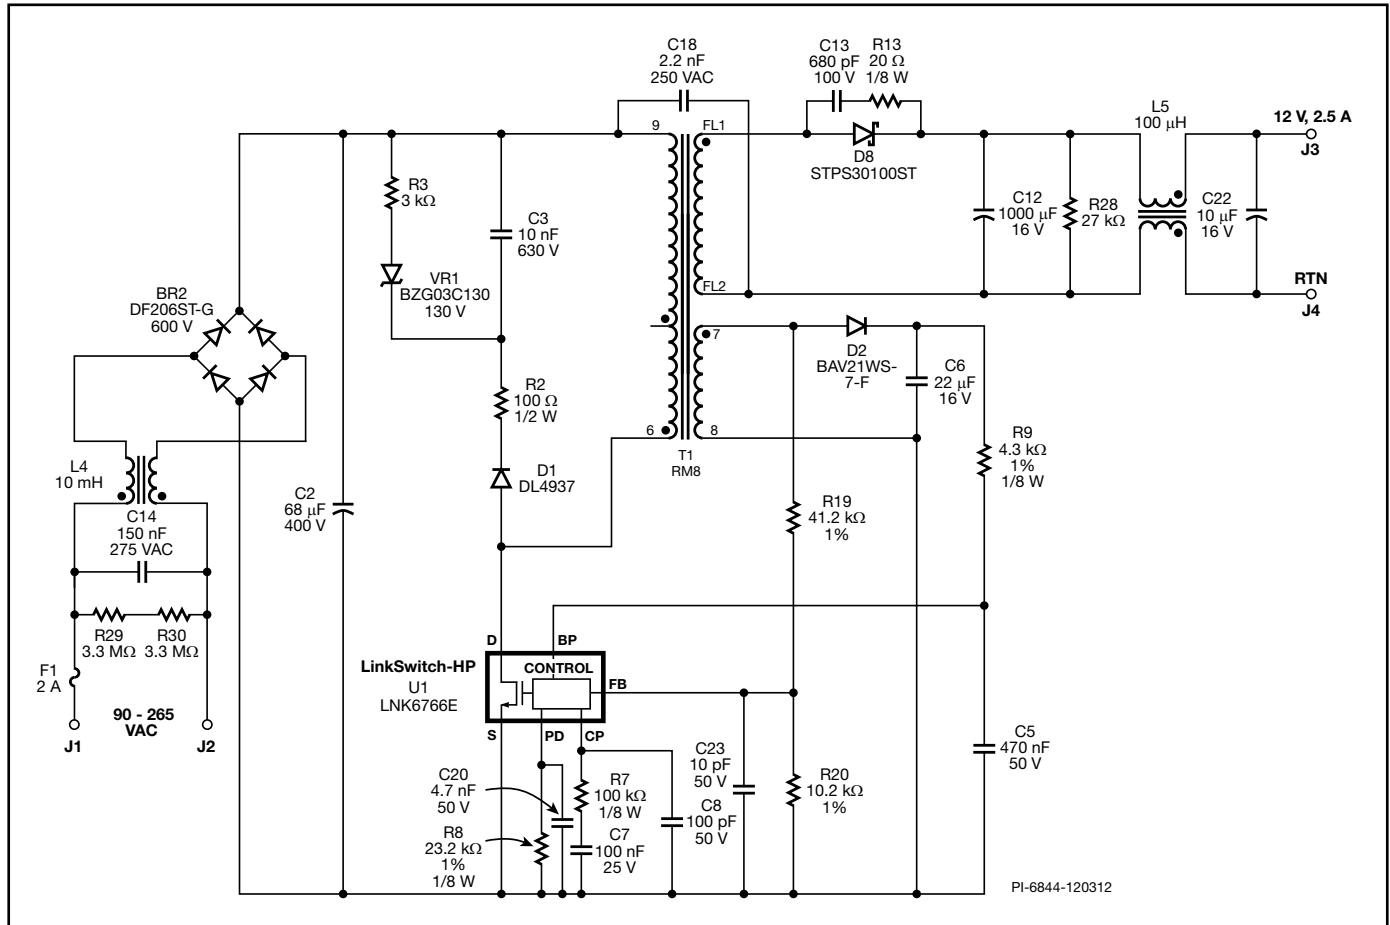 C18
2.2 nF
250 VAC
C13
680 pF
100 V
R13
20 Ω
1/8 W
9
FL1
D8
STPS30100ST
L5
100 µH
12 V, 2.5 A
J3
R3
3 kΩ
C3
10 nF
630 V
VR1
BZG03C130
130 V
C12
1000 µF
16 V
R28
27 kΩ
C22
10 µF
16 V
FL2
RTN
J4
BR2
DF206ST-G
600 V
7
D2
BAV21WS-
7-F
C6
22 µF
16 V
R2
100 Ω
1/2 W
6
8
T1
RM8
R9
4.3 kΩ
1%
1/8 W
L4
10 mH
D1
DL4937
C2
68 µF
400 V
R19
41.2 kΩ
1%
C14
150 nF
275 VAC
R29
3.3 MΩ
R30
3.3 MΩ
F1
2 A
90 - 265
VAC
J1
J2
D
BP
LinkSwitch-HP
U1
LNK6766E
CONTROL
FB
S
PD
CP
C20
4.7 nF
50 V
R8
23.2 kΩ
1%
1/8 W
R7
100 kΩ
1/8 W
C7
100 nF
25 V
C23
10 pF
50 V
C8
100 pF
50 V
R20
10.2 kΩ
1%
C5
470 nF
50 V
PI-6844-120312